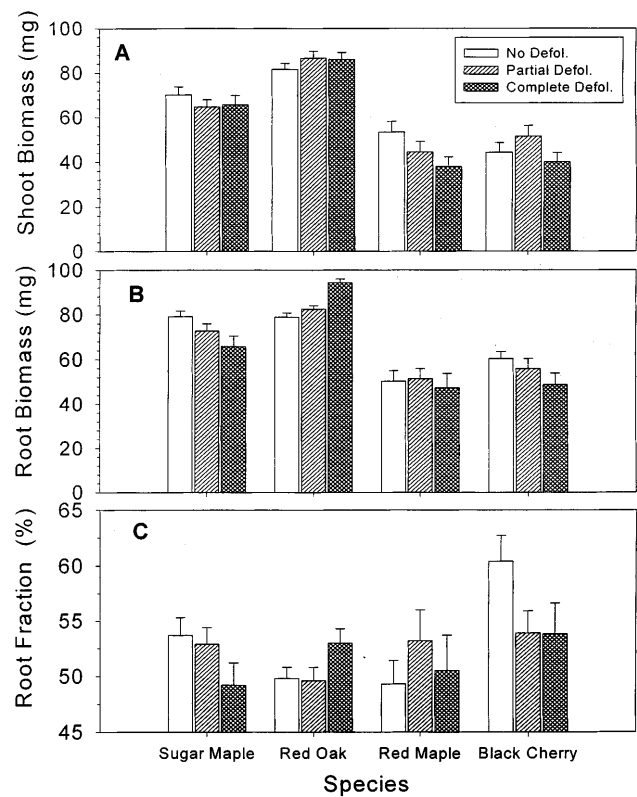 100
80
60
40
20
0
Shoot Biomass (mg)
A
No Defol.
Partial Defol.
Complete Defol.
100
80
60
40
20
0
Root Biomass (mg)
B
65
60
55
50
45
Root Fraction (%)
C
Sugar Maple Red Oak Red Maple Black Cherry
Species